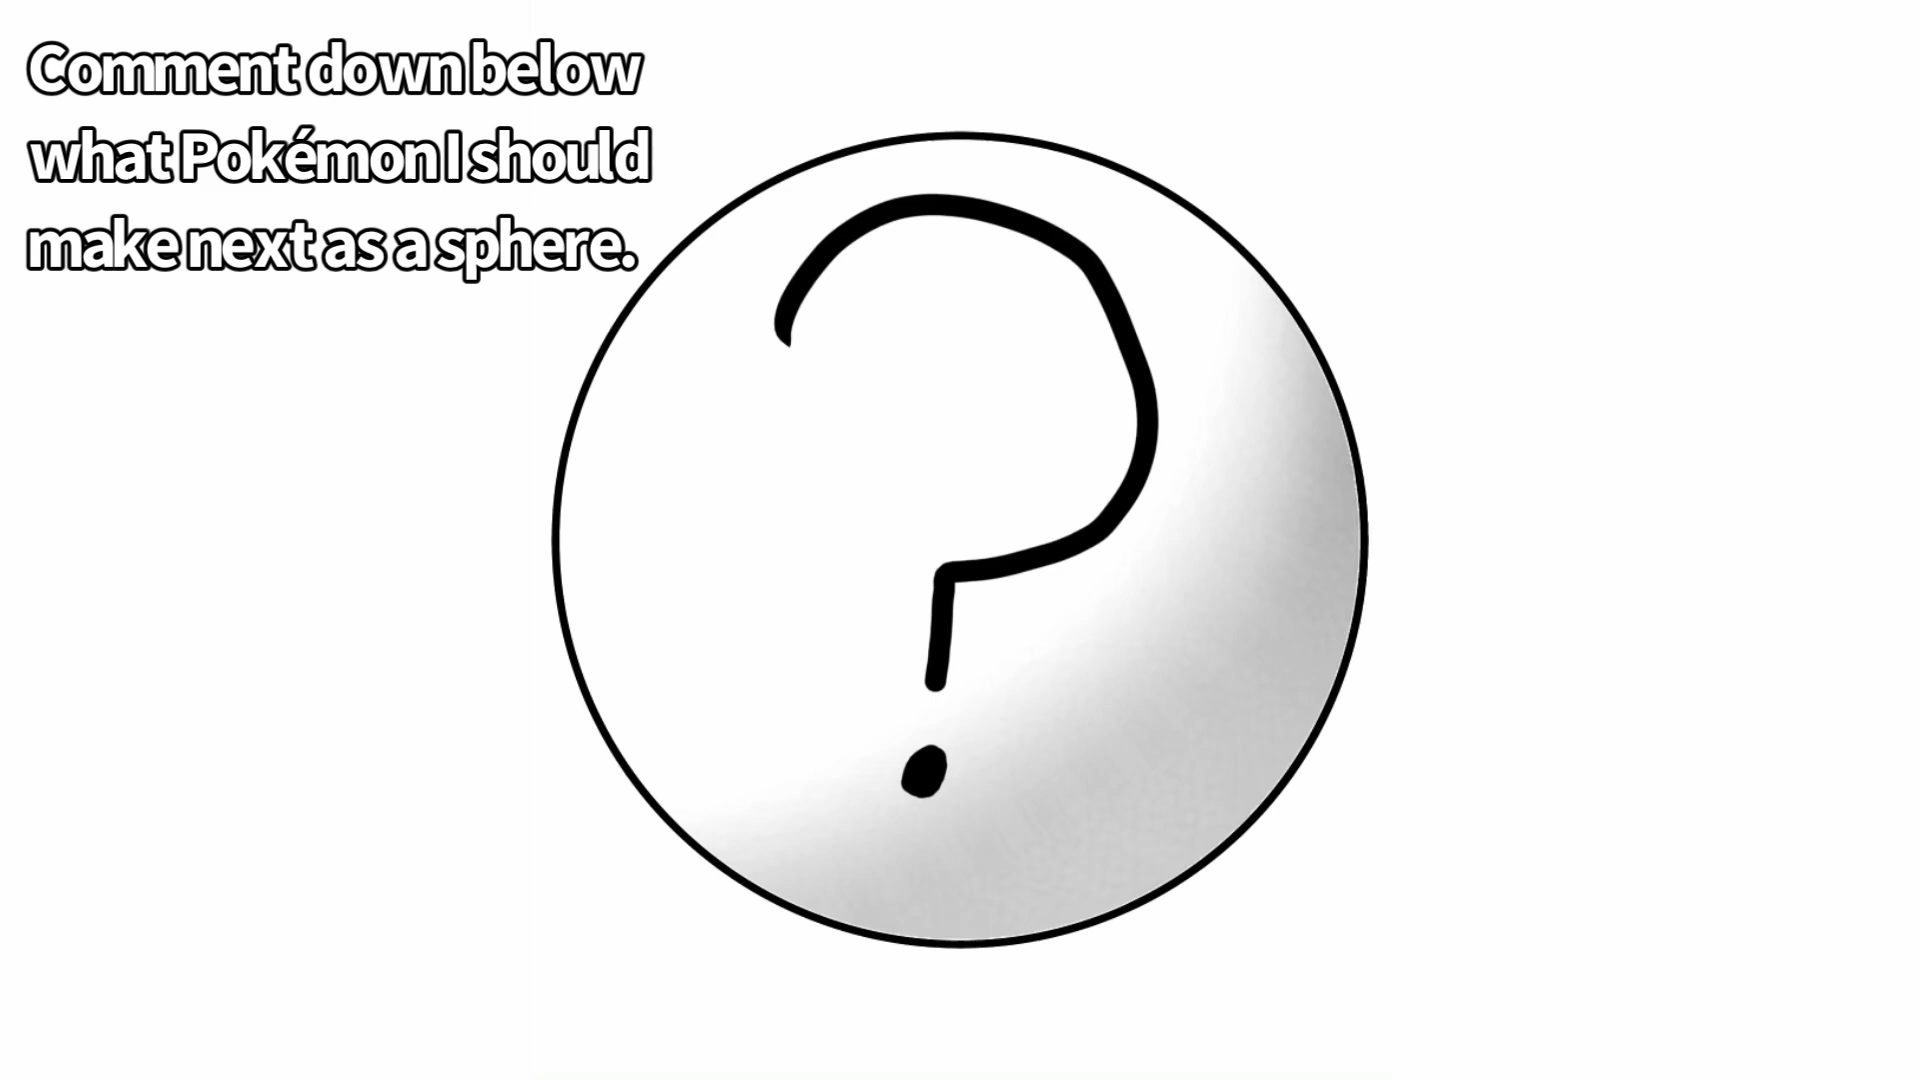 Comment down below
what Pokémon I should
make next as a sphere.
?